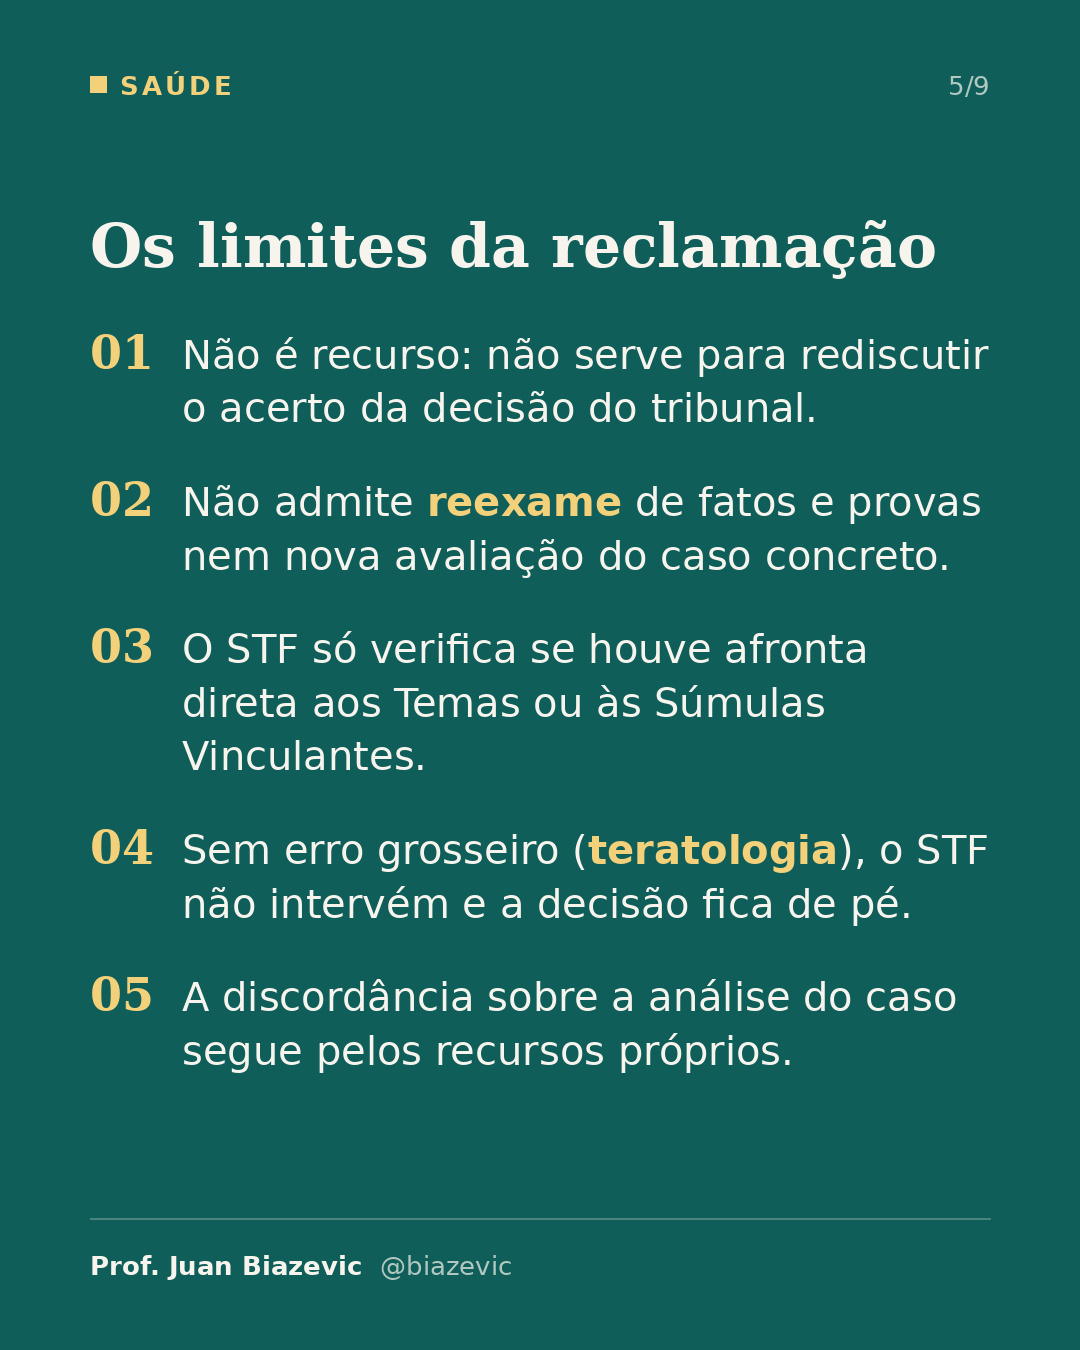 SAÚDE
5/9
Os limites da reclamação
01 Não é recurso: não serve para rediscutir
o acerto da decisão do tribunal.
02 Não admite reexame de fatos e provas
nem nova avaliação do caso concreto.
03 O STF só verifica se houve afronta
direta aos Temas ou às Súmulas
Vinculantes.
04 Sem erro grosseiro (teratologia), o STF
não intervém e a decisão fica de pé.
05 A discordância sobre a análise do caso
segue pelos recursos próprios.
Prof. Juan Biazevic @biazevic